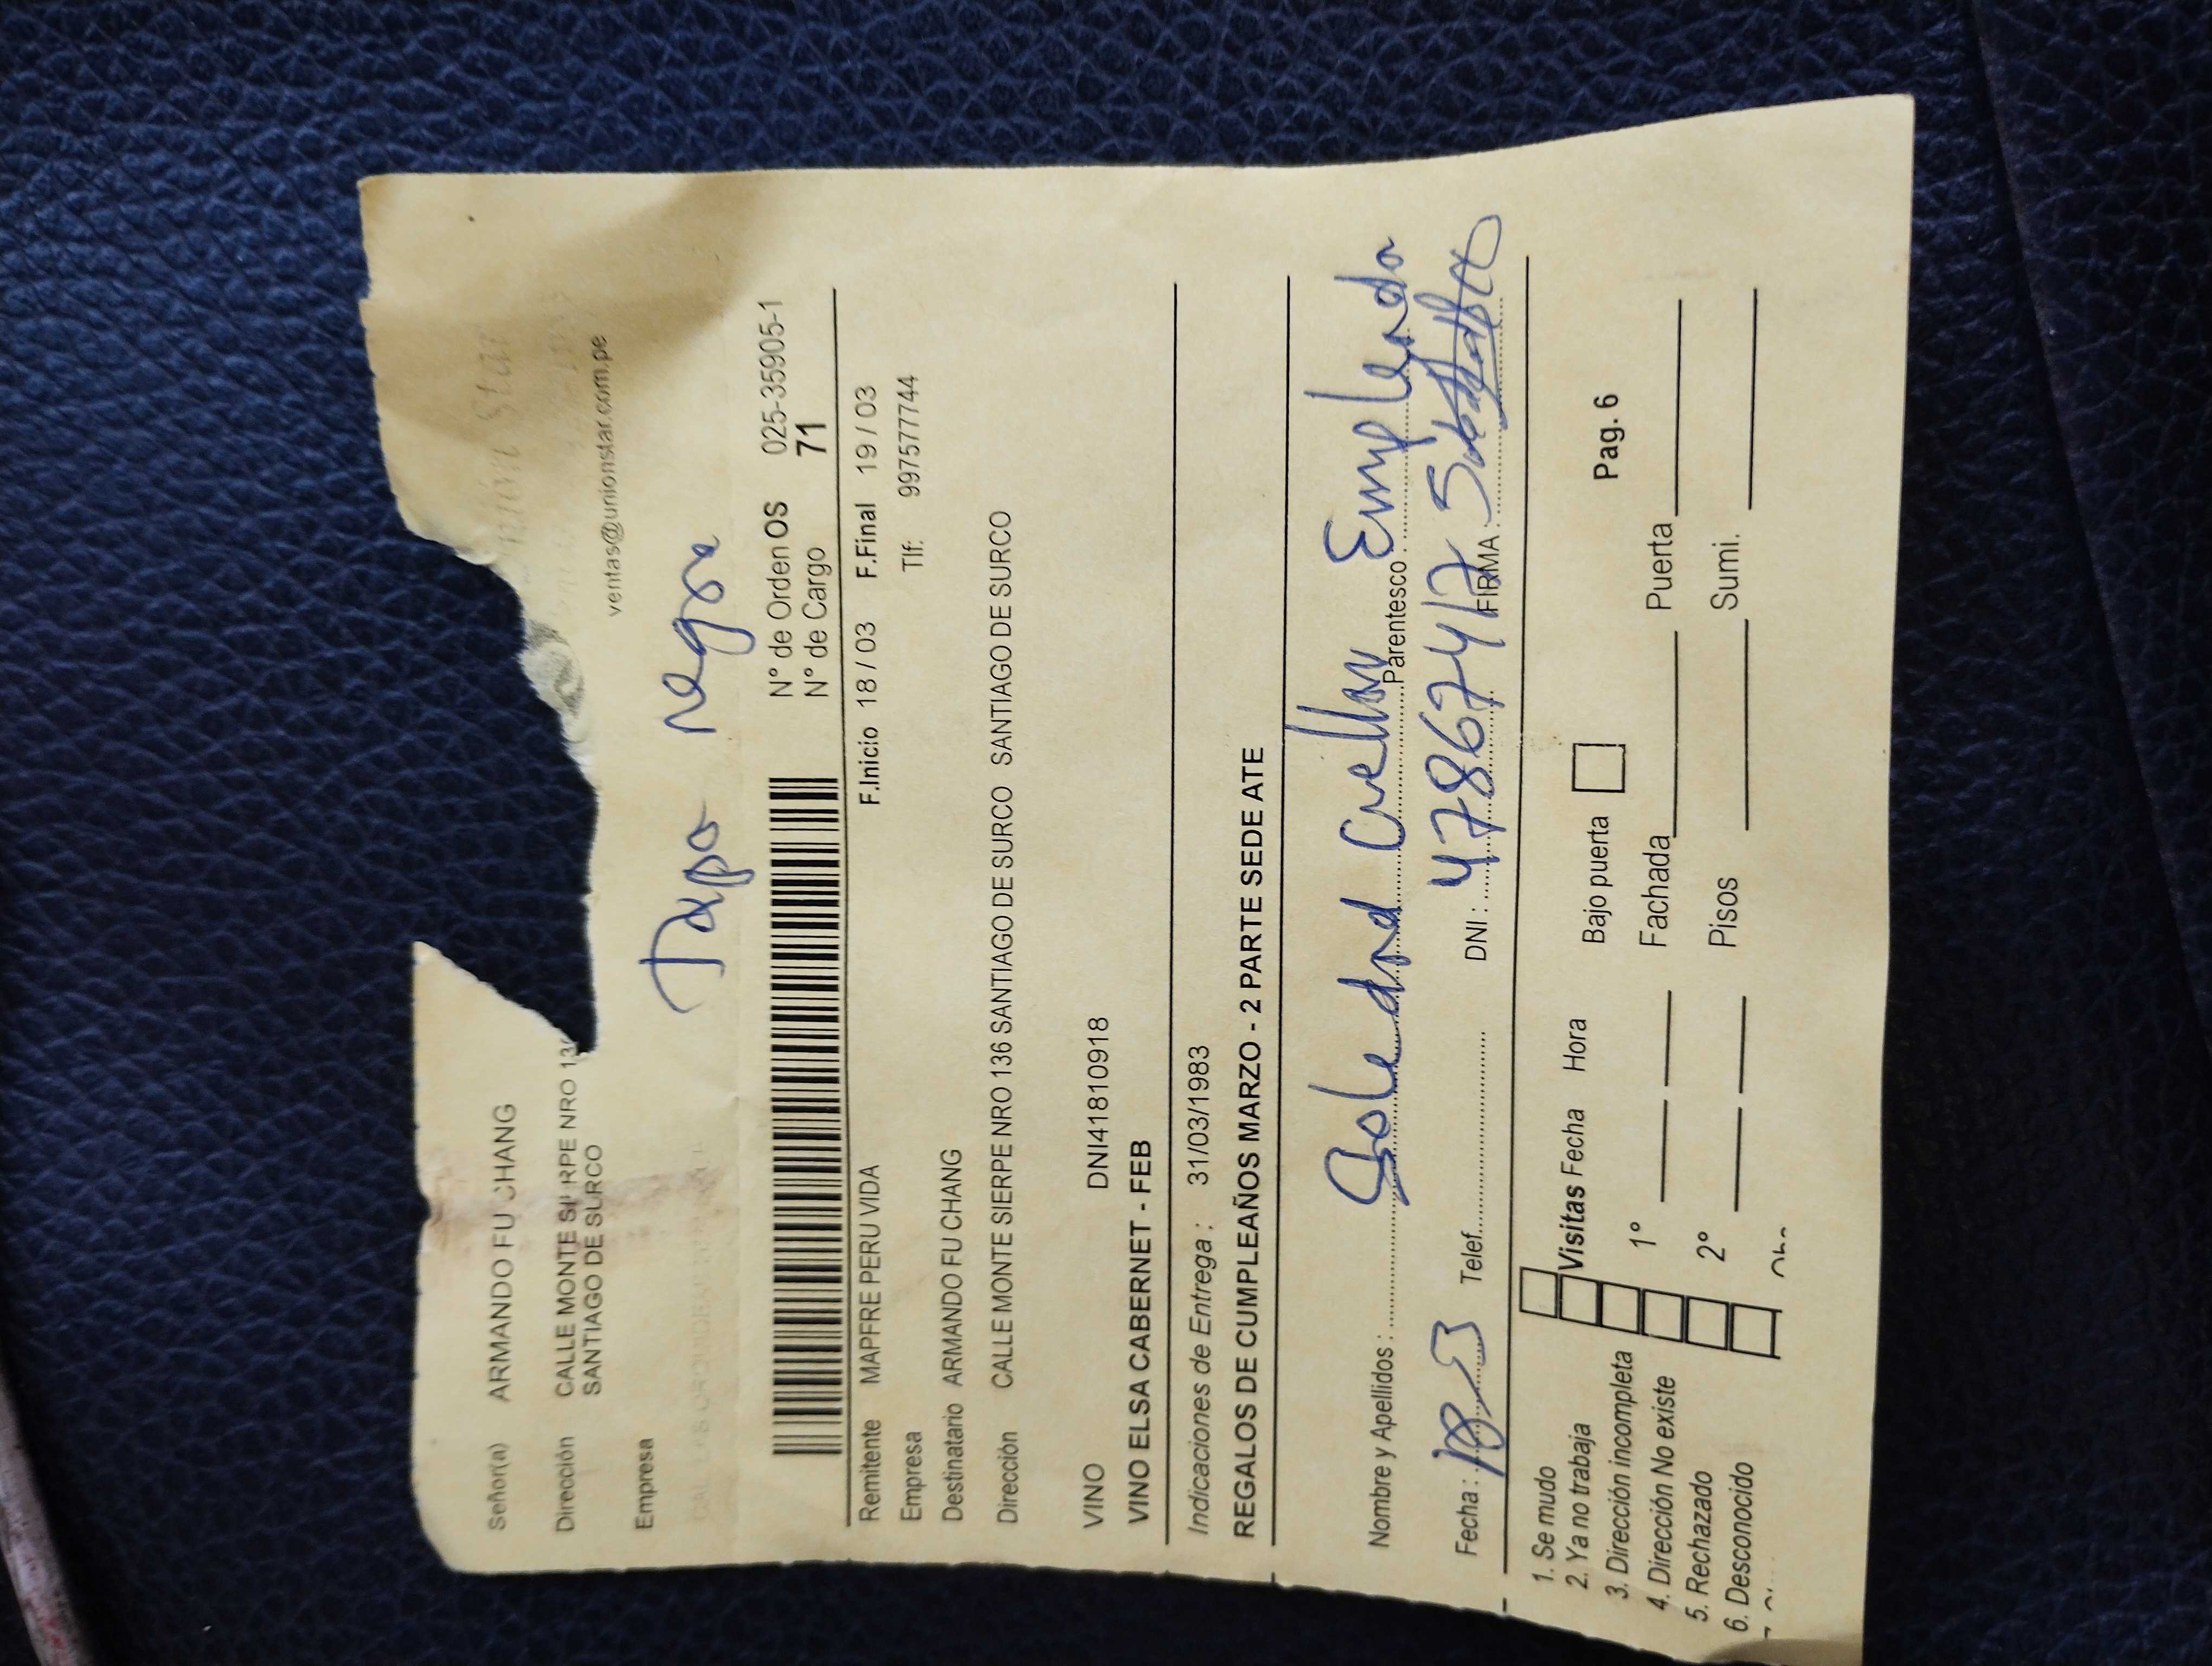 Unión Star
ventas@unionstar.com.pe
Señor(a) ARMANDO FU CHANG
Dirección CALLE MONTE SIERPE NRO 13
SANTIAGO DE SURCO
Empresa
Tapa negra
N° de Orden OS 025-35905-1
N° de Cargo 71
Remitente MAPFRE PERU VIDA F.Inicio 18 / 03 F.Final 19 / 03
Empresa Tlf: 997577744
Destinatario ARMANDO FU CHANG
Dirección CALLE MONTE SIERPE NRO 136 SANTIAGO DE SURCO SANTIAGO DE SURCO
VINO DNI41810918
VINO ELSA CABERNET - FEB
Indicaciones de Entrega : 31/03/1983
REGALOS DE CUMPLEAÑOS MARZO - 2 PARTE SEDE ATE
Nombre y Apellidos : Soledad Cuellar Parentesco : Empleada
Fecha : 18/3 Telef. DNI : 47867417 FIRMA :
1. Se mudo
2. Ya no trabaja Visitas Fecha Hora Bajo puerta Pag. 6
3. Dirección incompleta 1º Fachada Puerta
4. Dirección No existe
5. Rechazado 2º Pisos Sumi.
6. Desconocido